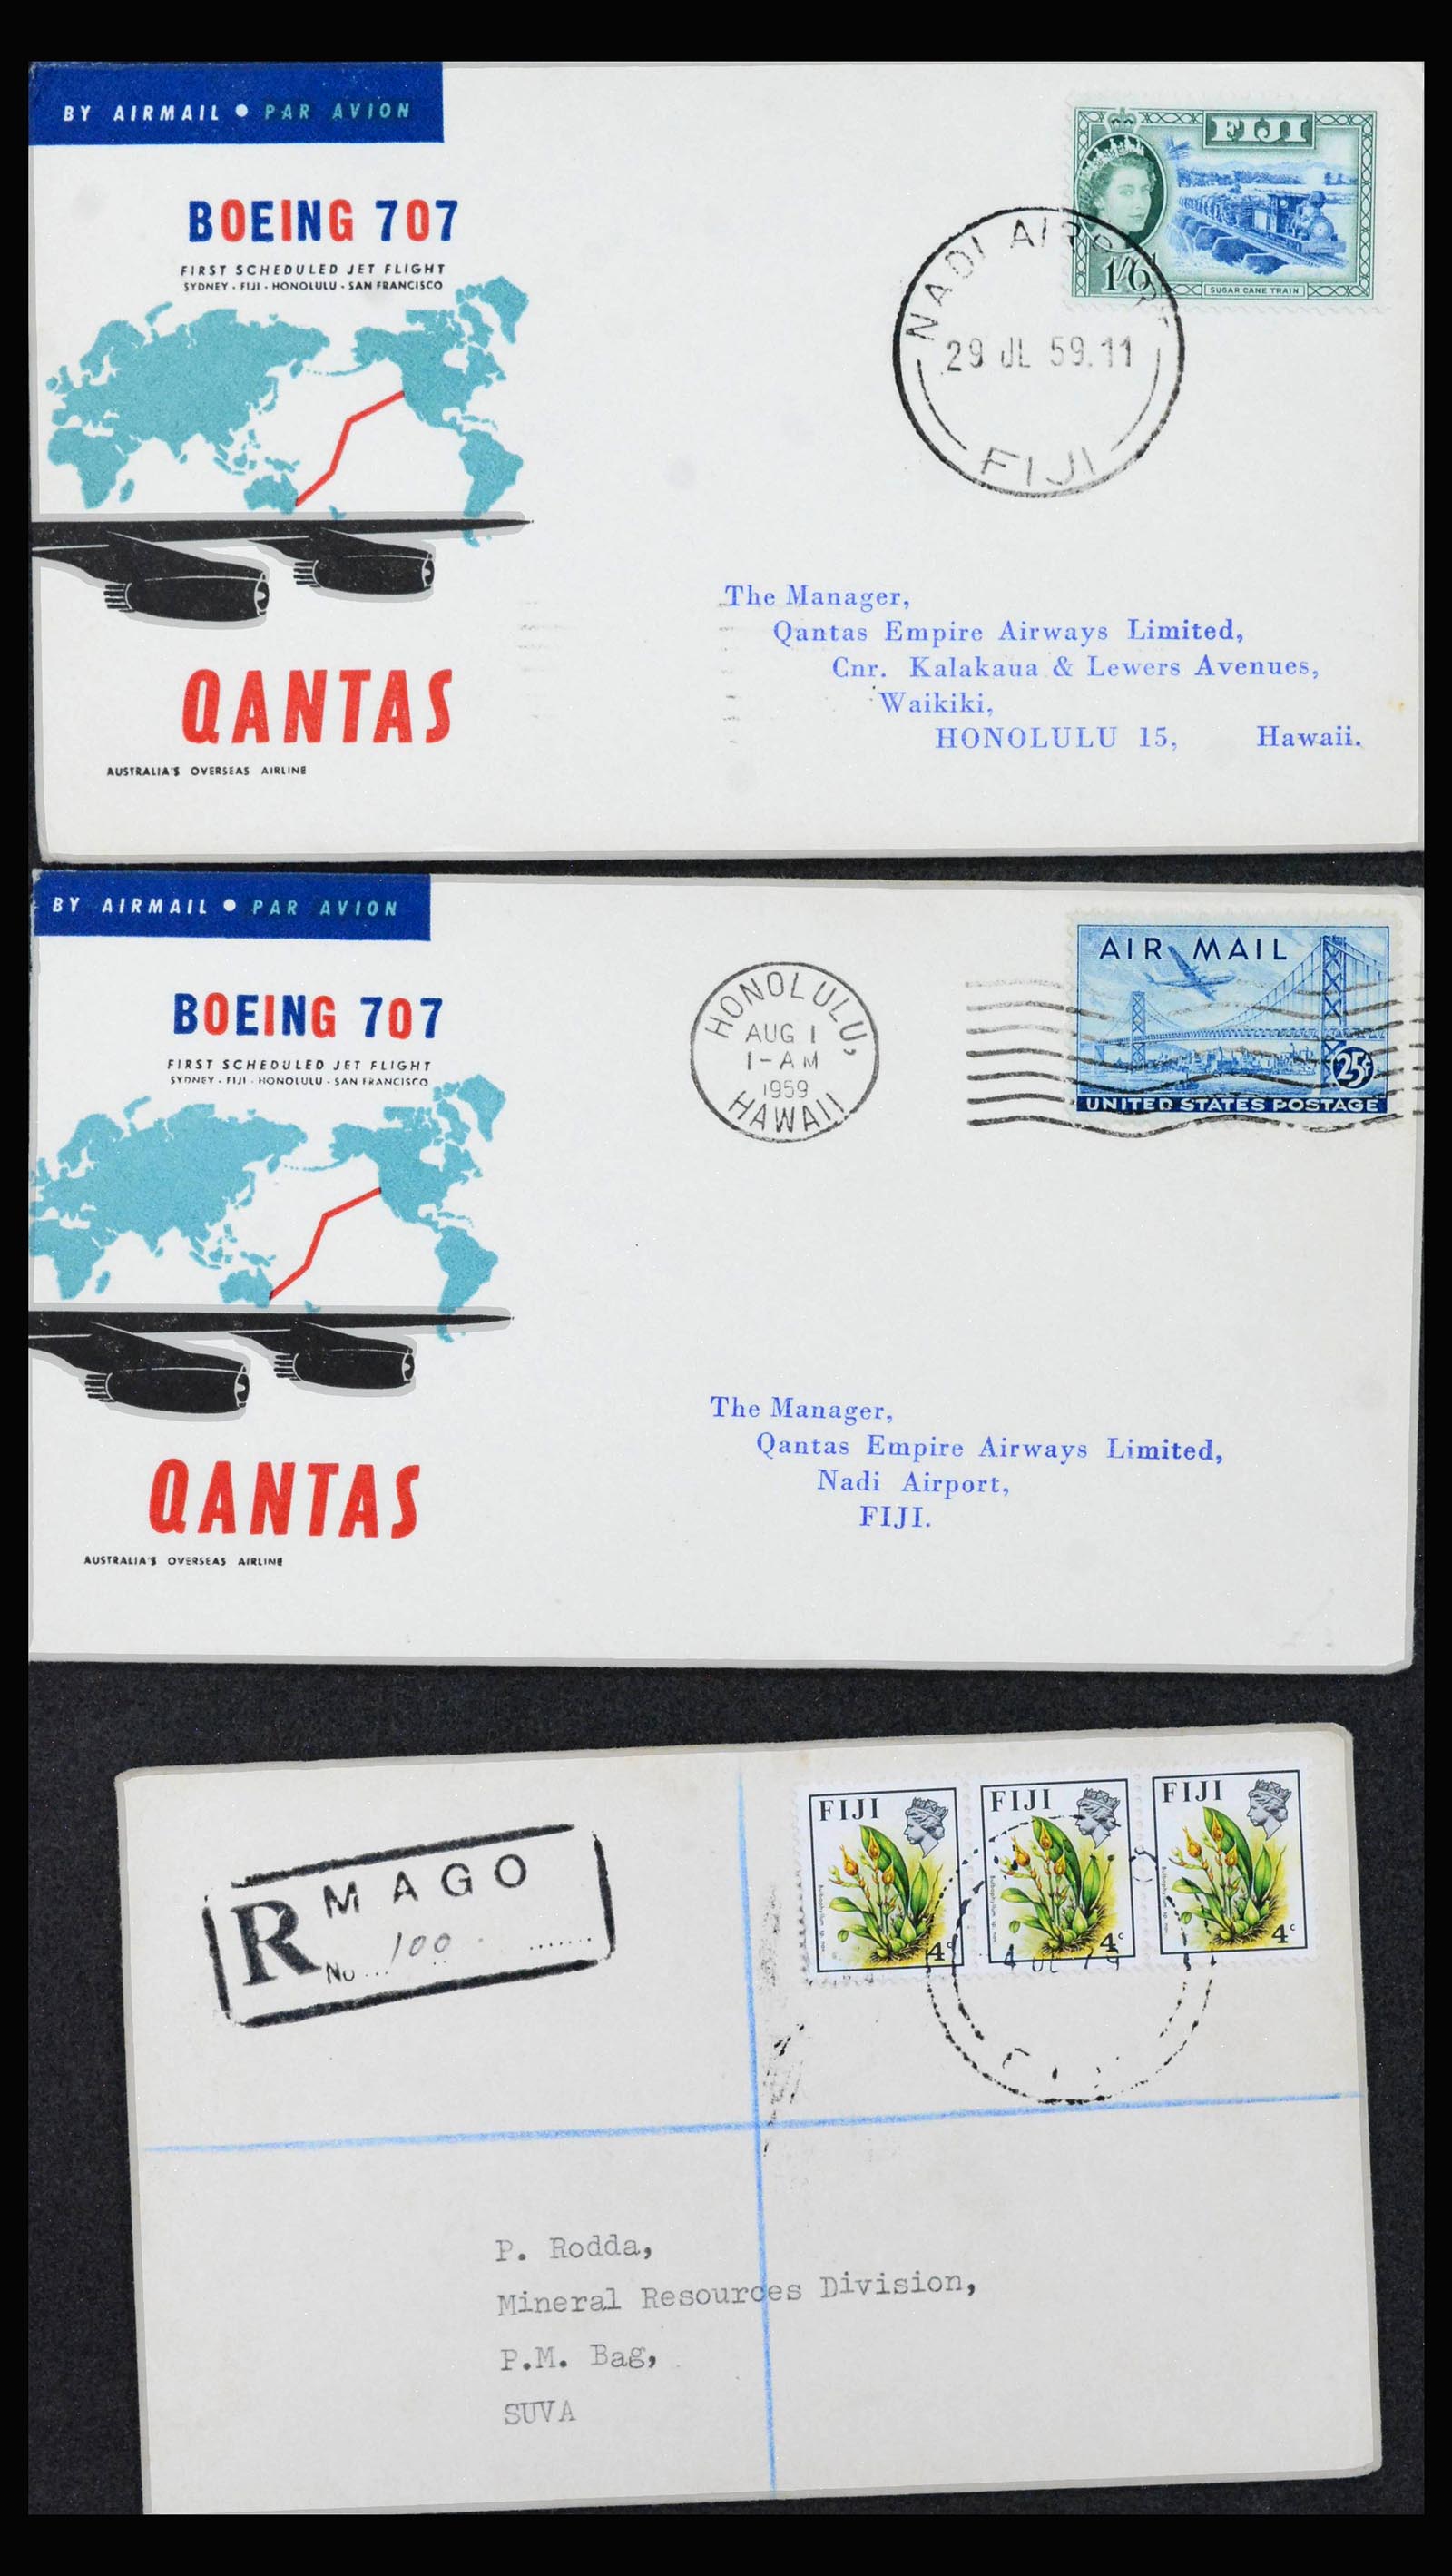 BY AIRMAIL • PAR AVION
BOEING 707
FIRST SCHEDULED JET FLIGHT
SYDNEY - FIJI - HONOLULU - SAN FRANCISCO
QANTAS
AUSTRALIA'S OVERSEAS AIRLINE
FIJI
1/6
SUGAR CANE TRAIN
NADI AIRPORT
29 JL 59.11
FIJI
The Manager,
Qantas Empire Airways Limited,
Cnr. Kalakaua & Lewers Avenues,
Waikiki,
HONOLULU 15, Hawaii.
BY AIRMAIL • PAR AVION
BOEING 707
FIRST SCHEDULED JET FLIGHT
SYDNEY - FIJI - HONOLULU - SAN FRANCISCO
QANTAS
AUSTRALIA'S OVERSEAS AIRLINE
HONOLULU,
AUG 1
1-AM
1959
HAWAII
AIR MAIL
25¢
UNITED STATES POSTAGE
The Manager,
Qantas Empire Airways Limited,
Nadi Airport,
FIJI.
R MAGO
No 100
FIJI
4c
FIJI
4c
FIJI
4c
P. Rodda,
Mineral Resources Division,
P.M. Bag,
SUVA